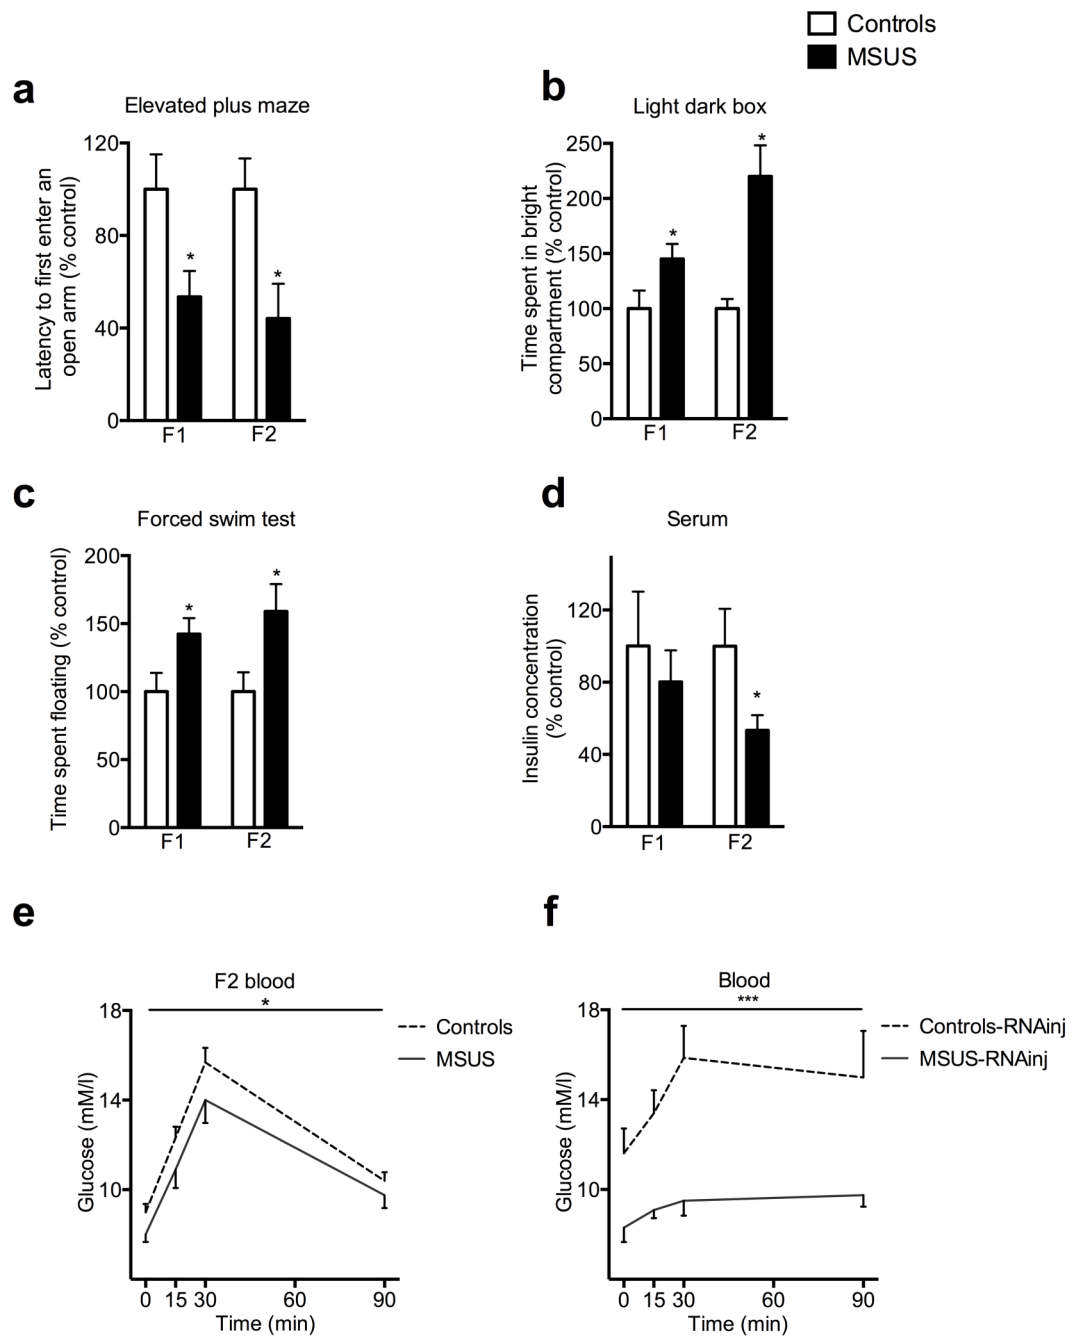 Controls
MSUS
a
Elevated plus maze
Latency to first enter an
open arm (% control)
120
80
40
0
*
*
F1
F2
b
Light dark box
Time spent in bright
compartment (% control)
250
200
150
100
50
0
*
*
F1
F2
c
Forced swim test
Time spent floating (% control)
200
150
100
50
0
*
*
F1
F2
d
Serum
Insulin concentration
(% control)
120
80
40
0
*
F1
F2
e
F2 blood
*
Glucose (mM/l)
18
14
10
0 15 30 60 90
Time (min)
Controls
MSUS
f
Blood
***
Glucose (mM/l)
18
14
10
0 15 30 60 90
Time (min)
Controls-RNAinj
MSUS-RNAinj